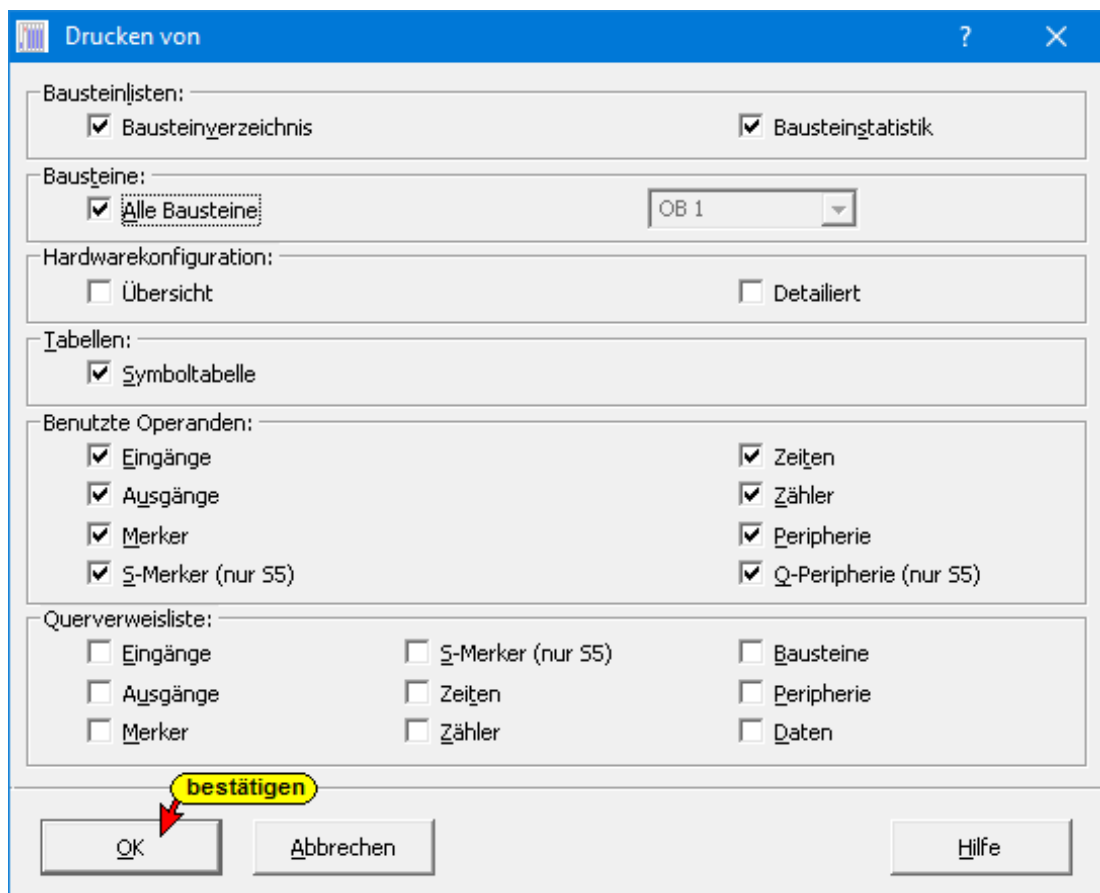 Drucken von ?
Bausteinlisten:
Bausteinverzeichnis Bausteinstatistik
Bausteine:
Alle Bausteine OB 1
Hardwarekonfiguration:
Übersicht Detailiert
Tabellen:
Symboltabelle
Benutzte Operanden:
Eingänge Zeiten
Ausgänge Zähler
Merker Peripherie
S-Merker (nur S5) Q-Peripherie (nur S5)
Querverweisliste:
Eingänge S-Merker (nur S5) Bausteine
Ausgänge Zeiten Peripherie
Merker Zähler Daten
bestätigen
OK Abbrechen Hilfe